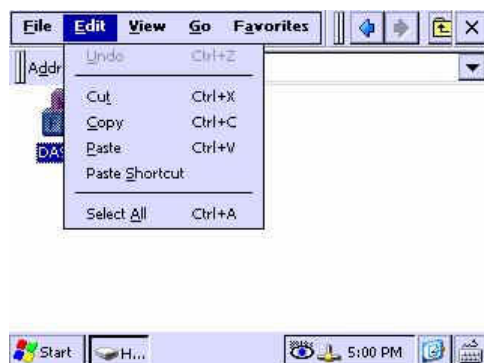 File Edit View Go Favorites
Addr
Undo Ctrl+Z
Cut Ctrl+X
Copy Ctrl+C
DAS
Paste Ctrl+V
Paste Shortcut
Select All Ctrl+A
Start H... 5:00 PM